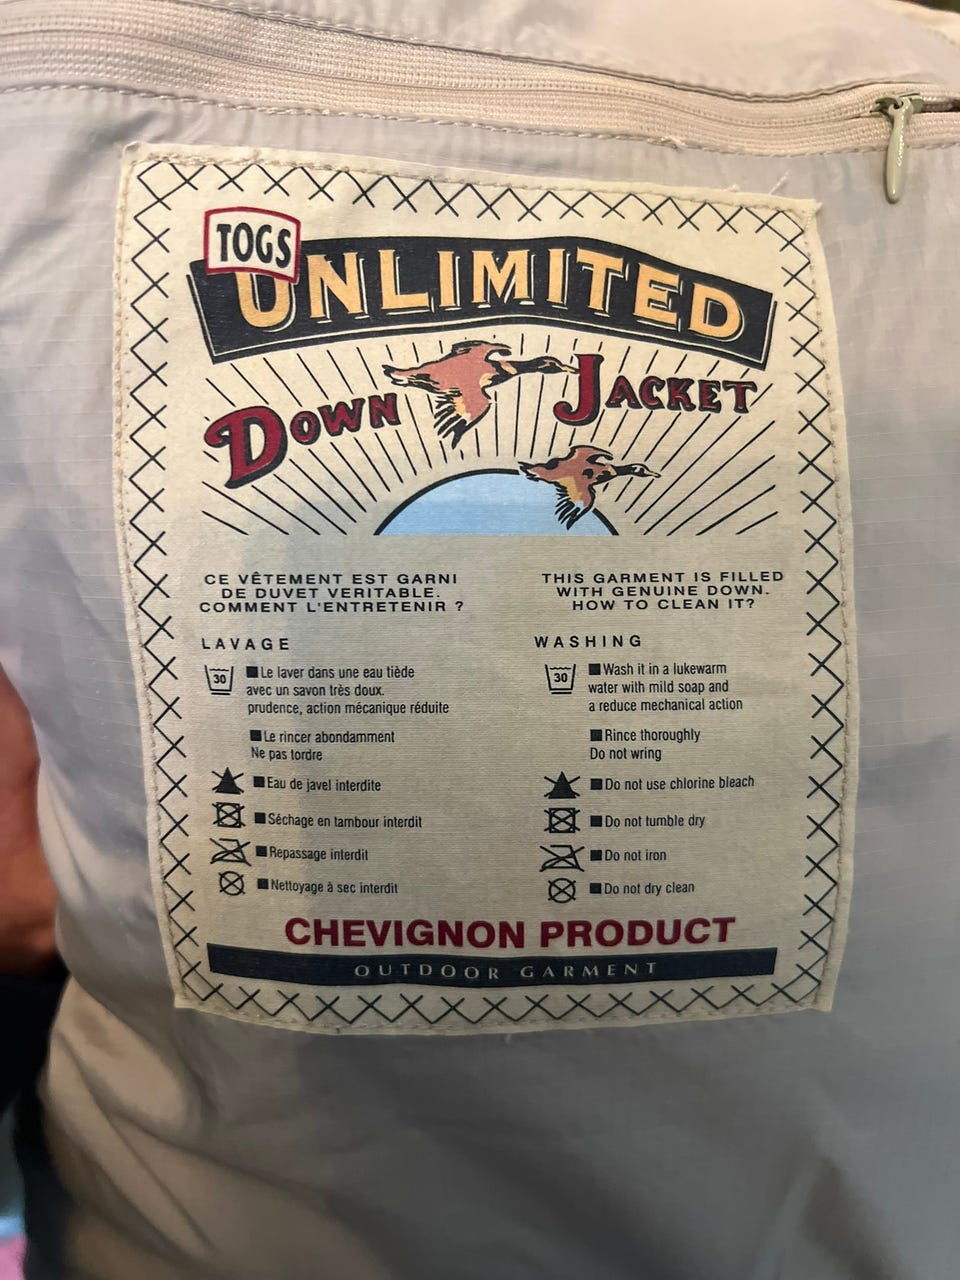 TOGS
UNLIMITED
DOWN JACKET
CE VÊTEMENT EST GARNI
DE DUVET VERITABLE.
COMMENT L'ENTRETENIR ?
LAVAGE
30
Le laver dans une eau tiède
avec un savon très doux.
prudence, action mécanique réduite
Le rincer abondamment
Ne pas tordre
Eau de javel interdite
Séchage en tambour interdit
Repassage interdit
Nettoyage à sec interdit
THIS GARMENT IS FILLED
WITH GENUINE DOWN.
HOW TO CLEAN IT?
WASHING
30
Wash it in a lukewarm
water with mild soap and
a reduce mechanical action
Rince thoroughly
Do not wring
Do not use chlorine bleach
Do not tumble dry
Do not iron
Do not dry clean
CHEVIGNON PRODUCT
OUTDOOR GARMENT